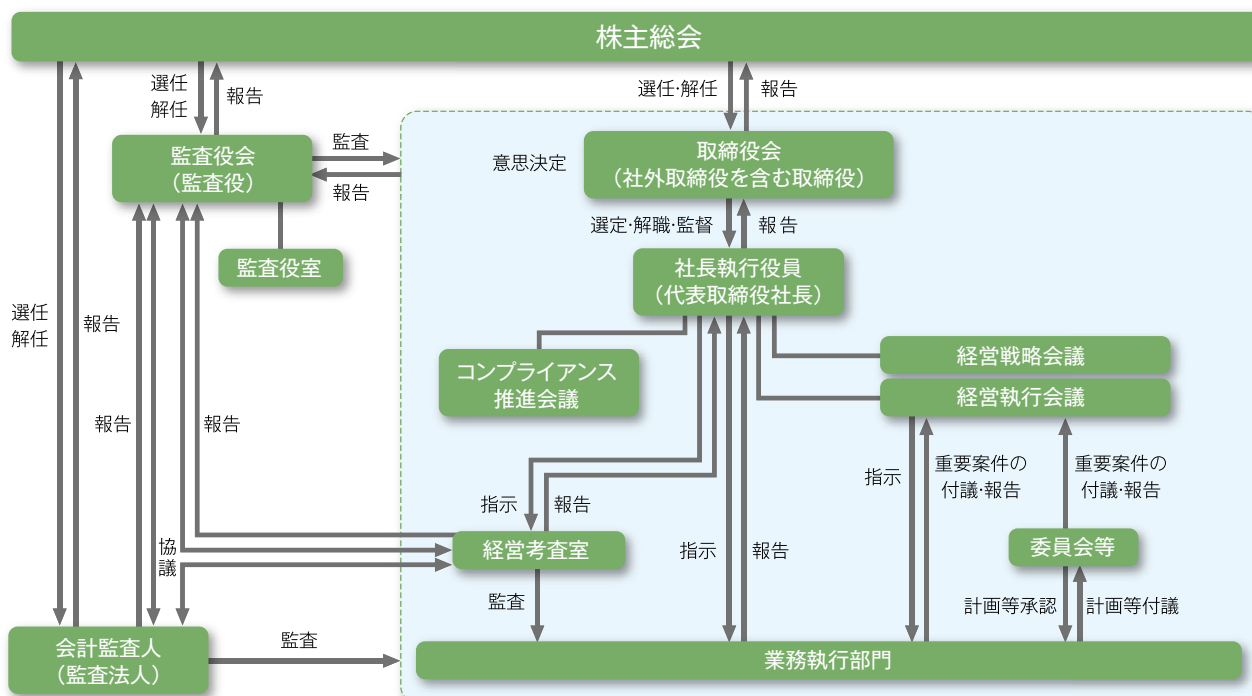 株主総会
選任
解任
報告
選任・解任
報告
監査役会
（監査役）
監査
報告
意思決定
取締役会
（社外取締役を含む取締役）
選定・解職・監督
報告
監査役室
社長執行役員
（代表取締役社長）
選任
解任
報告
コンプライアンス
推進会議
経営戦略会議
経営執行会議
報告
報告
指示
報告
指示
重要案件の
付議・報告
重要案件の
付議・報告
協
議
経営考査室
指示
報告
委員会等
監査
計画等承認
計画等付議
会計監査人
（監査法人）
監査
業務執行部門